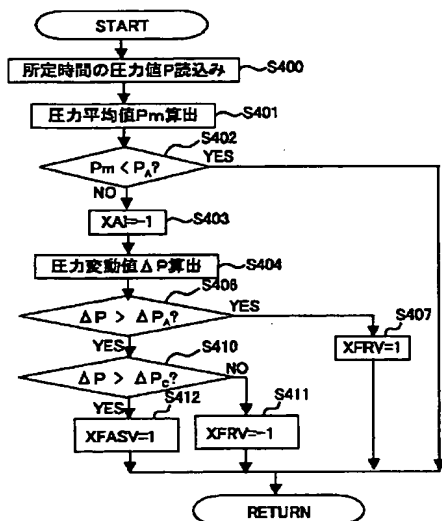 START
所定時間の圧力値P読込み
S400
圧力平均値Pm算出
S401
S402
Pm < PA?
YES
NO
XAI=-1
S403
圧力変動値ΔP算出
S404
S406
ΔP > ΔPA?
YES
S407
XFRV=1
YES
S410
ΔP > ΔPC?
NO
YES
S412
S411
XFASV=1
XFRV=-1
RETURN